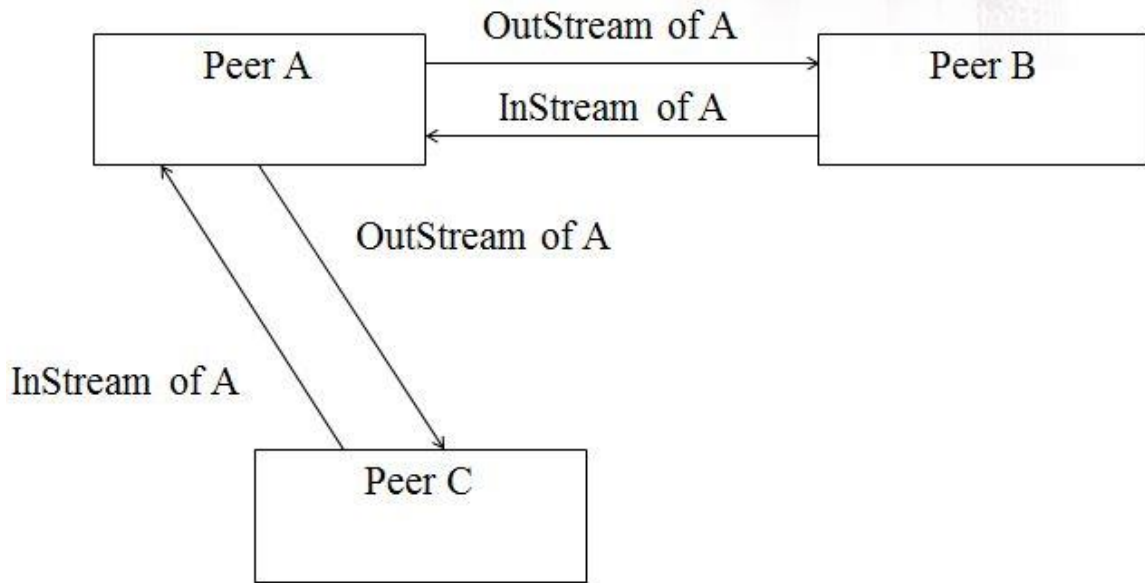 OutStream of A
Peer A
Peer B
InStream of A
OutStream of A
InStream of A
Peer C